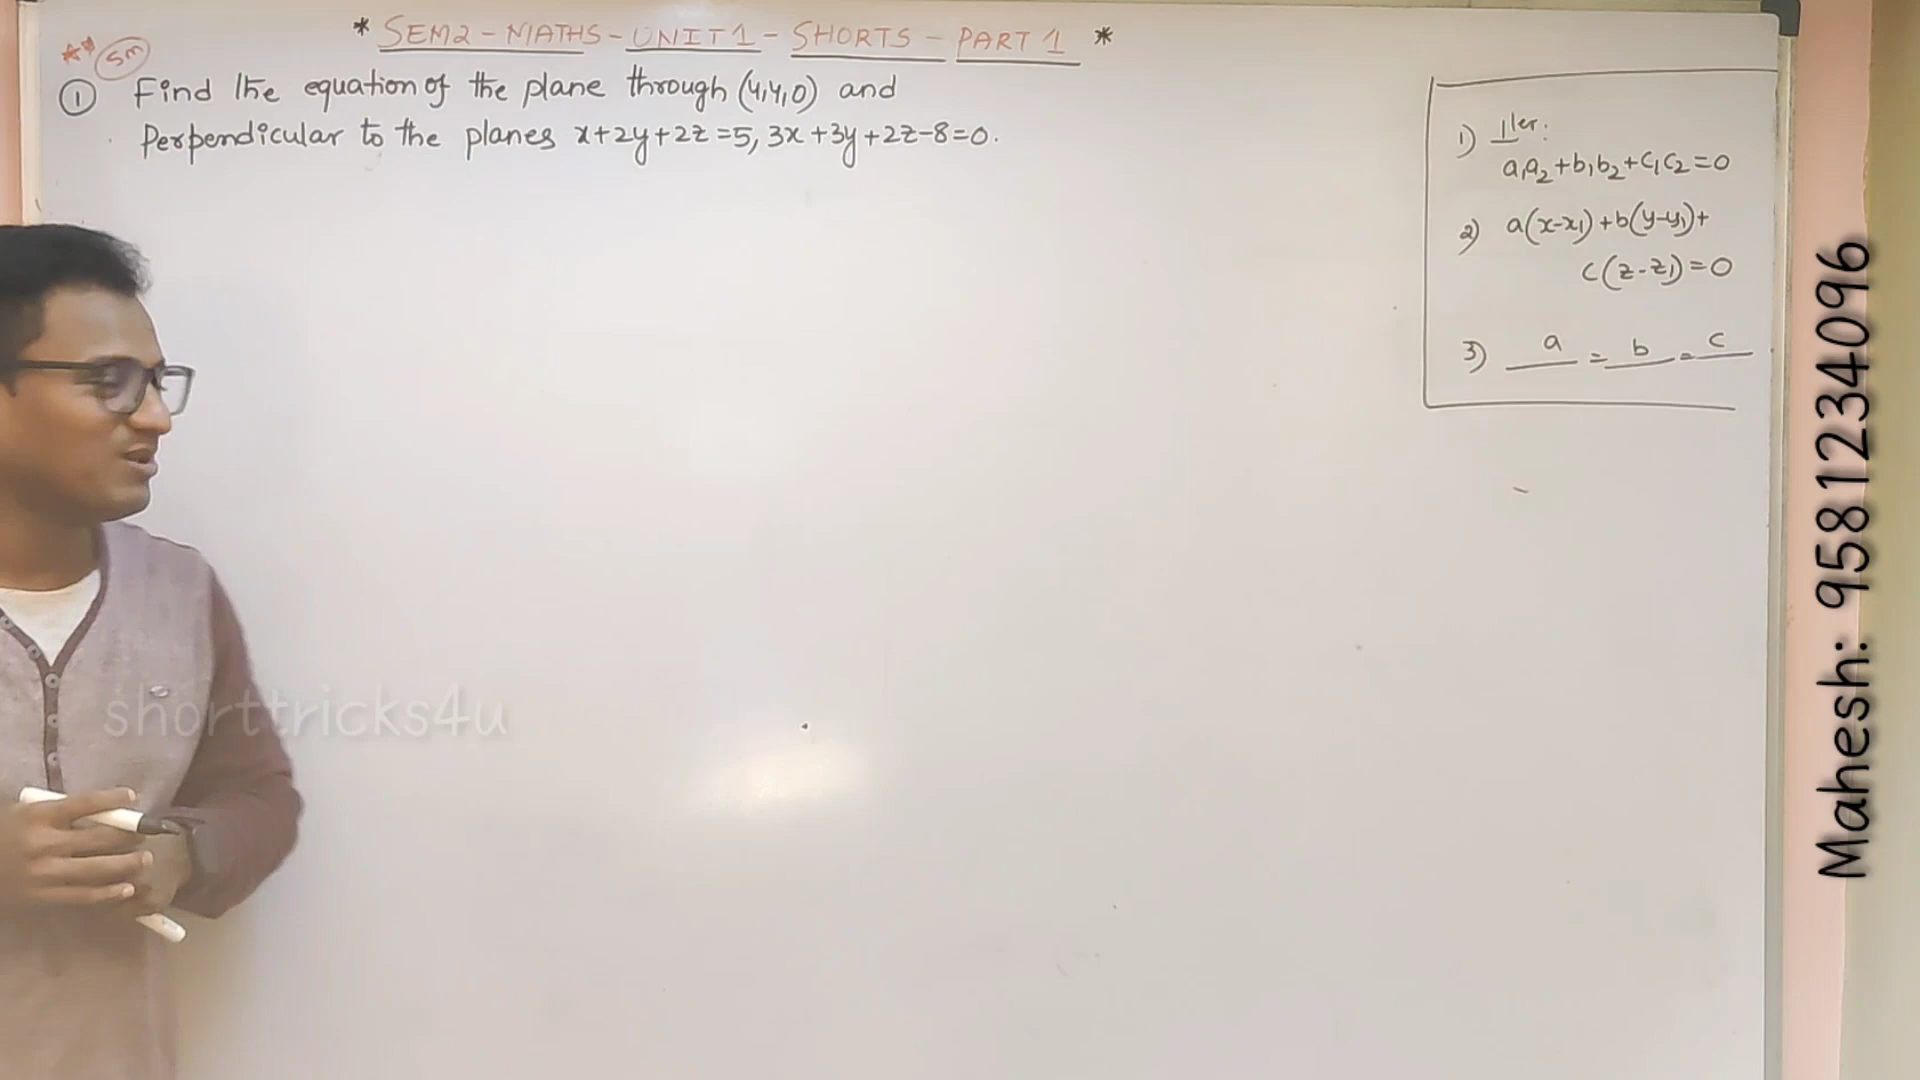 * SEM2 - MATHS - UNIT 1 - SHORTS - PART 1 *
** 5M
① Find the equation of the plane through (4,4,0) and
Perpendicular to the planes x+2y+2z=5, 3x+3y+2z-8=0.
1) ⊥ler:
a₁a₂+b₁b₂+c₁c₂=0
2) a(x-x₁)+b(y-y₁)+
c(z-z₁)=0
3) a = b = c
shorttricks4u
Mahesh: 9581234096